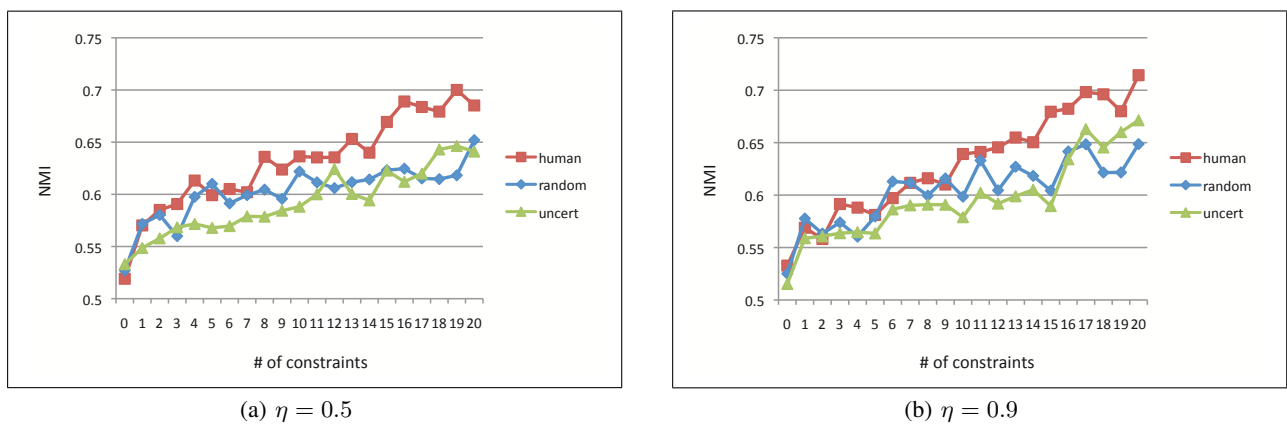 0.75
0.7
0.65
0.6
0.55
0.5
NMI
0 1 2 3 4 5 6 7 8 9 10 11 12 13 14 15 16 17 18 19 20
# of constraints
human
random
uncert
(a) η = 0.5
0.75
0.7
0.65
0.6
0.55
0.5
NMI
0 1 2 3 4 5 6 7 8 9 10 11 12 13 14 15 16 17 18 19 20
# of constraints
human
random
uncert
(b) η = 0.9